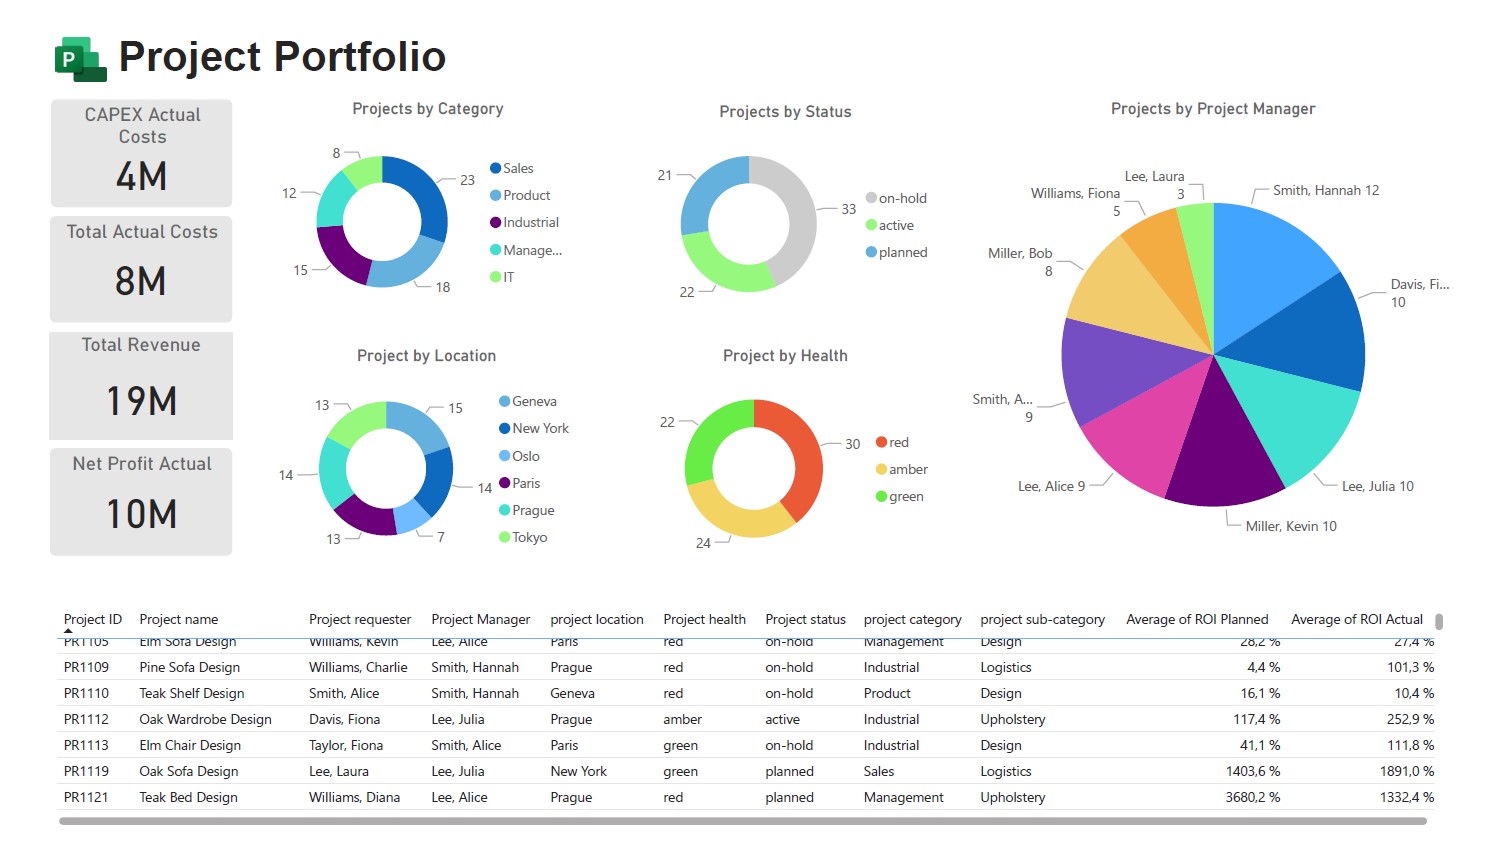 P
Project Portfolio
CAPEX Actual
Costs
4M
Total Actual Costs
8M
Total Revenue
19M
Net Profit Actual
10M
Projects by Category
8
23
12
15
18
Sales
Product
Industrial
Manage...
IT
Projects by Status
21
33
22
on-hold
active
planned
Projects by Project Manager
Lee, Laura
3
Smith, Hannah 12
Williams, Fiona
5
Miller, Bob
8
Davis, Fi...
10
Smith, A...
9
Lee, Alice 9
Lee, Julia 10
Miller, Kevin 10
Project by Location
13
15
14
14
13
7
Geneva
New York
Oslo
Paris
Prague
Tokyo
Project by Health
22
30
24
red
amber
green
Project ID Project name Project requester Project Manager project location Project health Project status project category project sub-category Average of ROI Planned Average of ROI Actual
PR1105 Elm Sofa Design Williams, Kevin Lee, Alice Paris red on-hold Management Design 28,2 % 27,4 %
PR1109 Pine Sofa Design Williams, Charlie Smith, Hannah Prague red on-hold Industrial Logistics 4,4 % 101,3 %
PR1110 Teak Shelf Design Smith, Alice Smith, Hannah Geneva red on-hold Product Design 16,1 % 10,4 %
PR1112 Oak Wardrobe Design Davis, Fiona Lee, Julia Prague amber active Industrial Upholstery 117,4 % 252,9 %
PR1113 Elm Chair Design Taylor, Fiona Smith, Alice Paris green on-hold Industrial Design 41,1 % 111,8 %
PR1119 Oak Sofa Design Lee, Laura Lee, Julia New York green planned Sales Logistics 1403,6 % 1891,0 %
PR1121 Teak Bed Design Williams, Diana Lee, Alice Prague red planned Management Upholstery 3680,2 % 1332,4 %